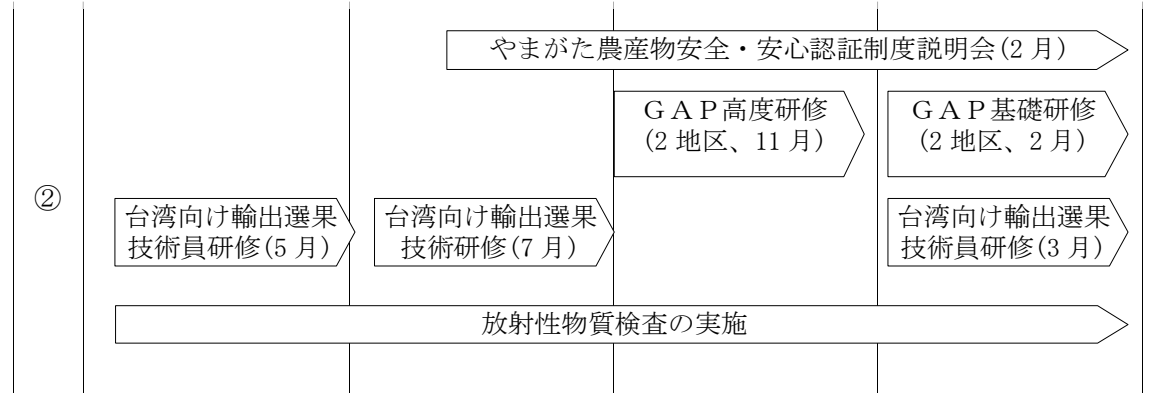 やまがた農産物安全・安心認証制度説明会(2月)
ＧＡＰ高度研修
(2地区、11月)
ＧＡＰ基礎研修
(2地区、2月)
②
台湾向け輸出選果
技術員研修(5月)
台湾向け輸出選果
技術研修(7月)
台湾向け輸出選果
技術員研修(3月)
放射性物質検査の実施